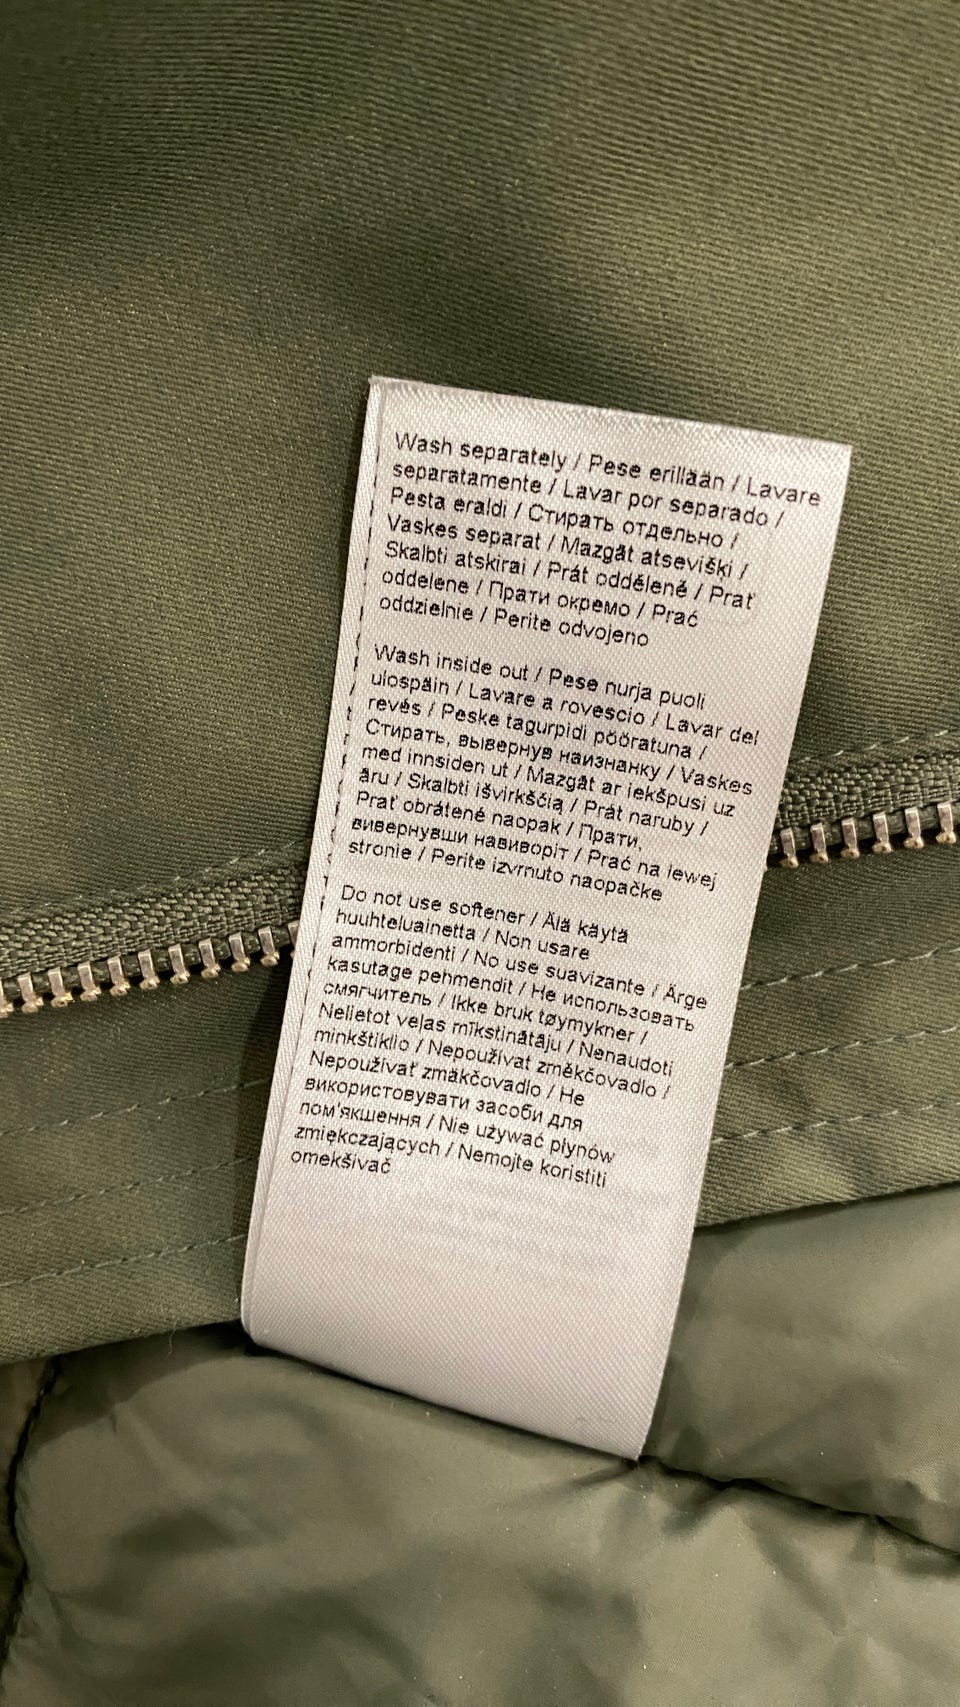 Wash separately / Pese erillään / Lavare
separatamente / Lavar por separado /
Pesta eraldi / Стирать отдельно /
Vaskes separat / Mazgāt atsevišķi /
Skalbti atskirai / Prát odděleně / Prať
oddelene / Прати окремо / Prać
oddzielnie / Perite odvojeno
Wash inside out / Pese nurja puoli
ulospäin / Lavare a rovescio / Lavar del
revés / Peske tagurpidi pööratuna /
Стирать, вывернув наизнанку / Vaskes
med innsiden ut / Mazgāt ar iekšpusi uz
āru / Skalbti išvirkščią / Prát naruby /
Prať obrátené naopak / Прати,
вивернувши навиворіт / Prać na lewej
stronie / Perite izvrnuto naopačke
Do not use softener / Älä käytä
huuhteluainetta / Non usare
ammorbidenti / No use suavizante / Ärge
kasutage pehmendit / Не использовать
смягчитель / Ikke bruk tøymykner /
Nelietot veļas mīkstinātāju / Nenaudoti
minkštiklio / Nepoužívat změkčovadlo /
Nepoužívať zmäkčovadlo / Не
використовувати засоби для
пом'якшення / Nie używać płynów
zmiękczających / Nemojte koristiti
omekšivač